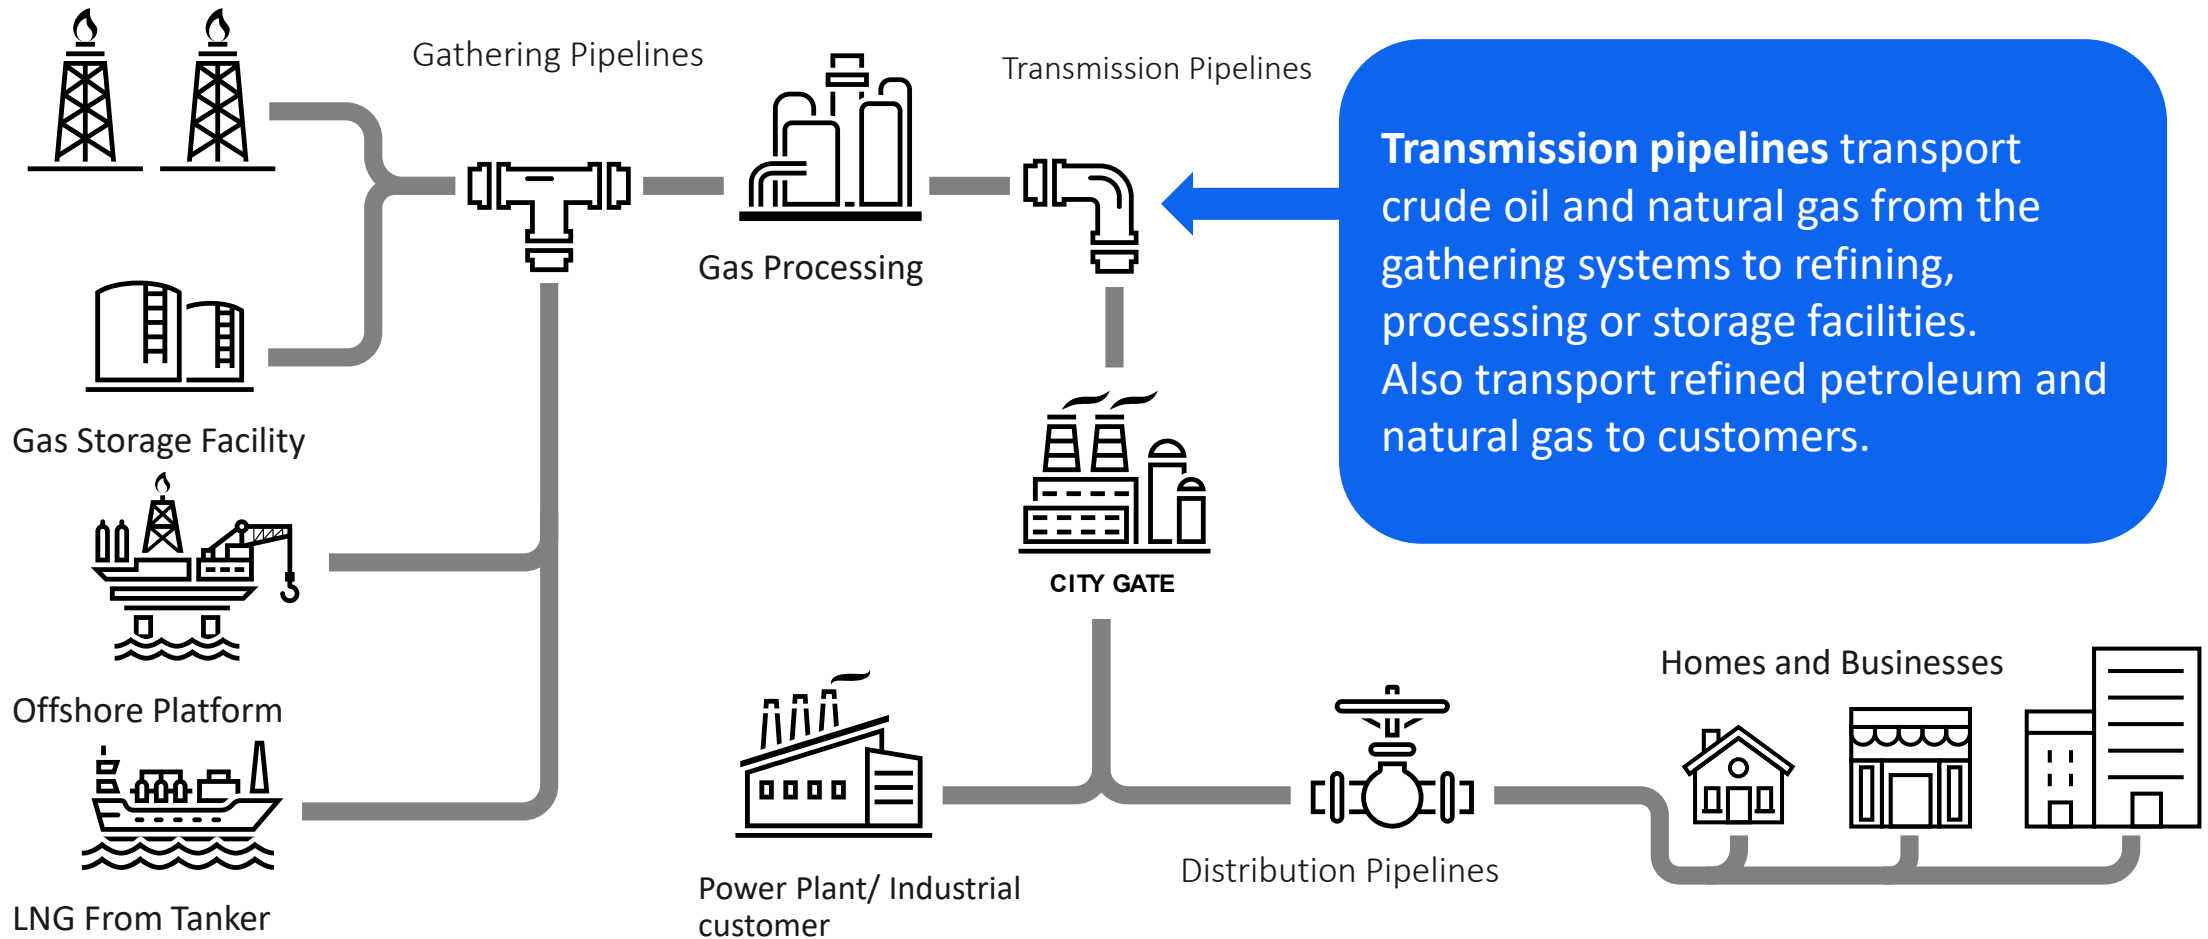 Gathering Pipelines
Transmission Pipelines
Transmission pipelines transport
crude oil and natural gas from the
gathering systems to refining,
processing or storage facilities.
Also transport refined petroleum and
natural gas to customers.
Gas Processing
Gas Storage Facility
CITY GATE
Offshore Platform
Homes and Businesses
Distribution Pipelines
Power Plant/ Industrial
customer
LNG From Tanker